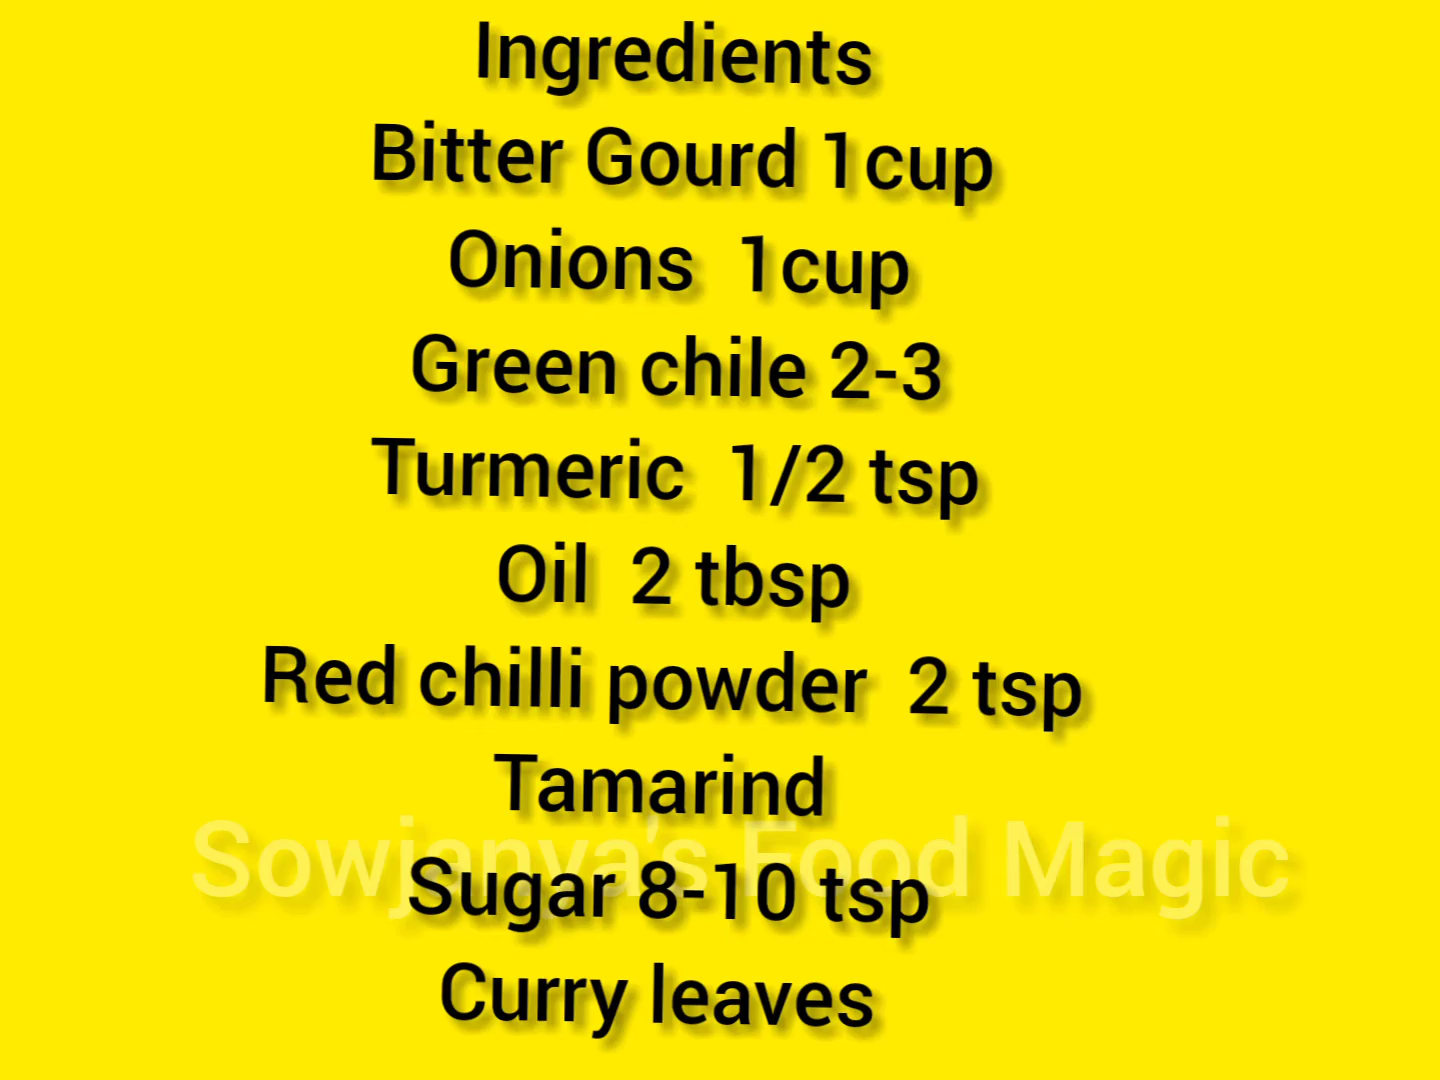 Ingredients
Bitter Gourd 1cup
Onions 1cup
Green chile 2-3
Turmeric 1/2 tsp
Oil 2 tbsp
Red chilli powder 2 tsp
Tamarind
Sowjanya's Food Magic
Sugar 8-10 tsp
Curry leaves